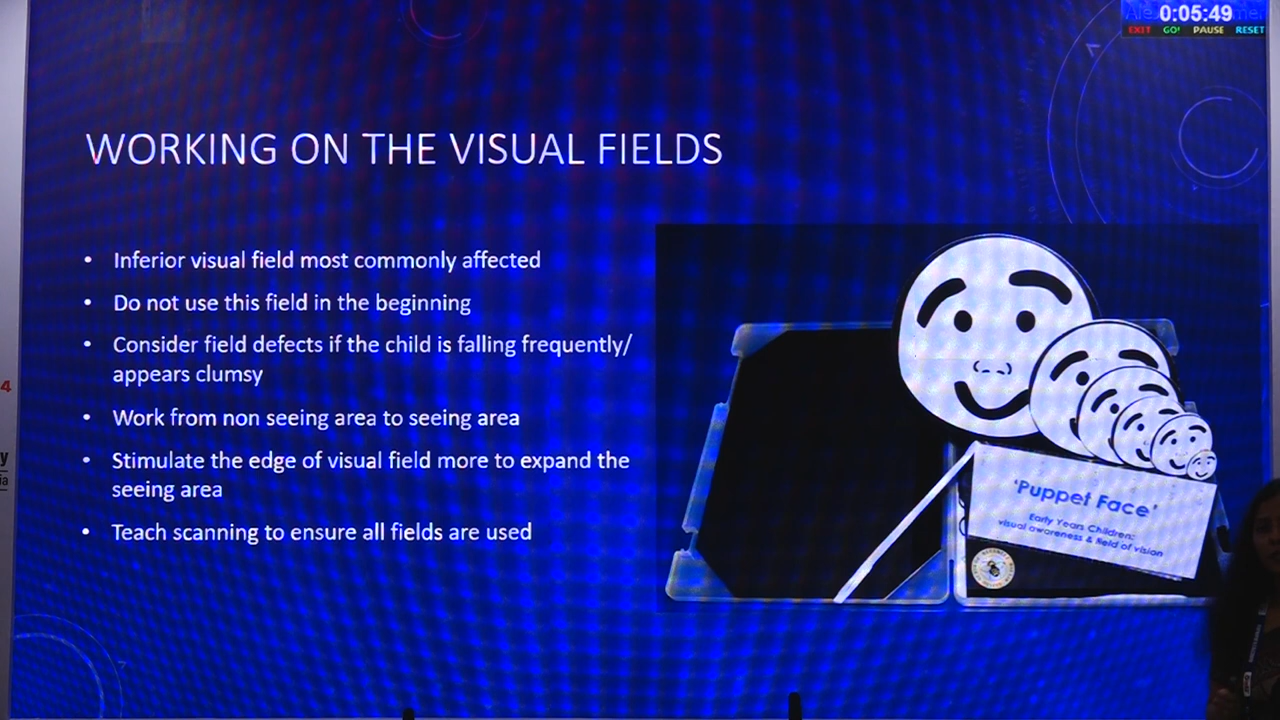 0:05:49
EXIT GO! PAUSE RESET
WORKING ON THE VISUAL FIELDS
• Inferior visual field most commonly affected
• Do not use this field in the beginning
• Consider field defects if the child is falling frequently/
appears clumsy
• Work from non seeing area to seeing area
• Stimulate the edge of visual field more to expand the
seeing area
• Teach scanning to ensure all fields are used
'Puppet Face'
Early Years Children:
visual awareness & field of vision
4